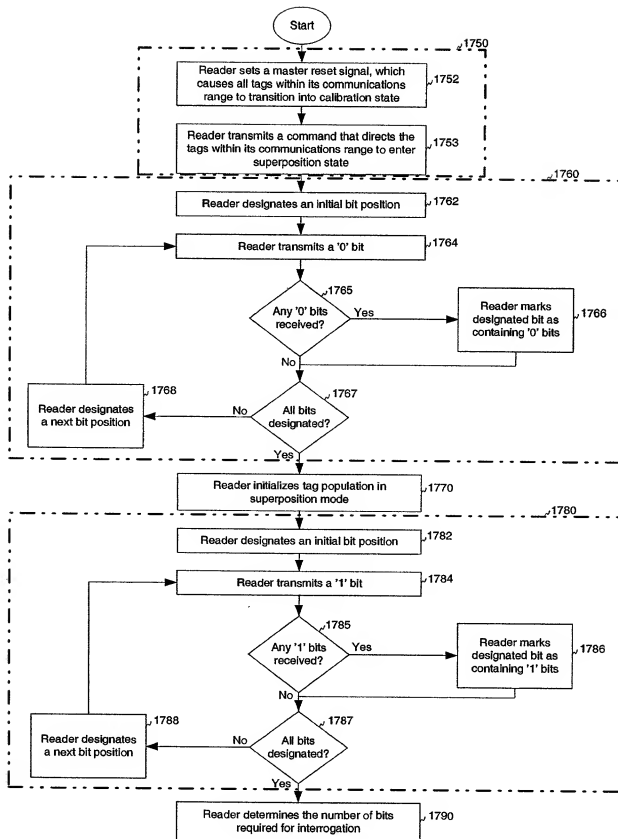 Start
1750
Reader sets a master reset signal, which
causes all tags within its communications
range to transition into calibration state
1752
Reader transmits a command that directs the
tags within its communications range to enter
superposition state
1753
1760
Reader designates an initial bit position
1762
Reader transmits a '0' bit
1764
1765
Any '0' bits
received?
Yes
Reader marks
designated bit as
containing '0' bits
1766
No
1767
1768
Reader designates
a next bit position
No
All bits
designated?
Yes
Reader initializes tag population in
superposition mode
1770
1780
Reader designates an initial bit position
1782
Reader transmits a '1' bit
1784
1785
Any '1' bits
received?
Yes
Reader marks
designated bit as
containing '1' bits
1786
No
1787
1788
Reader designates
a next bit position
No
All bits
designated?
Yes
Reader determines the number of bits
required for interrogation
1790